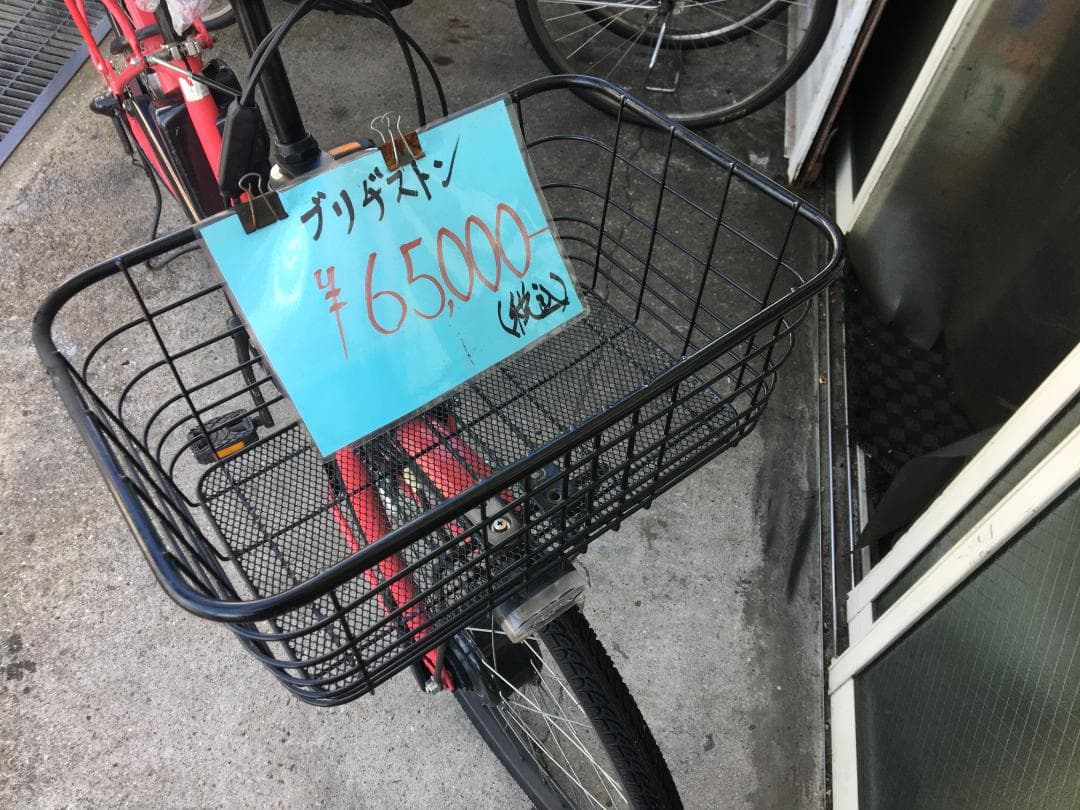 ブリヂストン
¥65,000-
(税込)